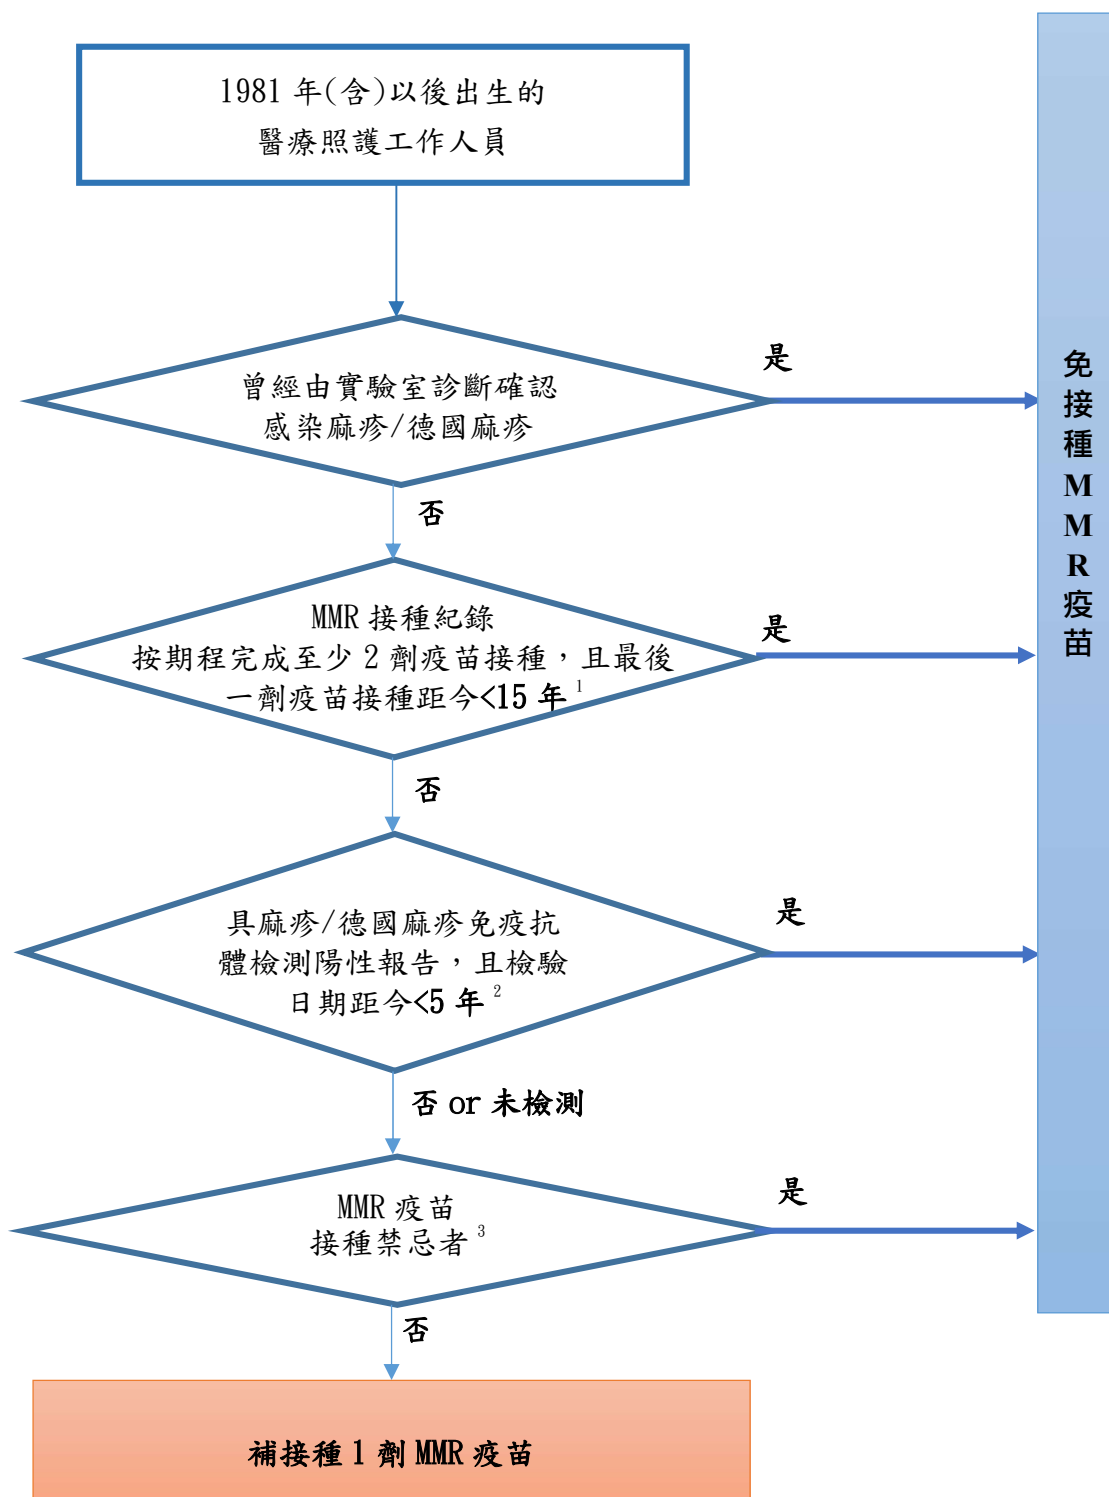 1981 年(含)以後出生的
醫療照護工作人員
曾經由實驗室診斷確認
感染麻疹/德國麻疹
是
否
MMR 接種紀錄
按期程完成至少 2 劑疫苗接種，且最後
一劑疫苗接種距今<15 年 1
是
否
具麻疹/德國麻疹免疫抗
體檢測陽性報告，且檢驗
日期距今<5 年 2
是
否 or 未檢測
MMR 疫苗
接種禁忌者 3
是
否
補接種 1 劑 MMR 疫苗
免接種MMR疫苗